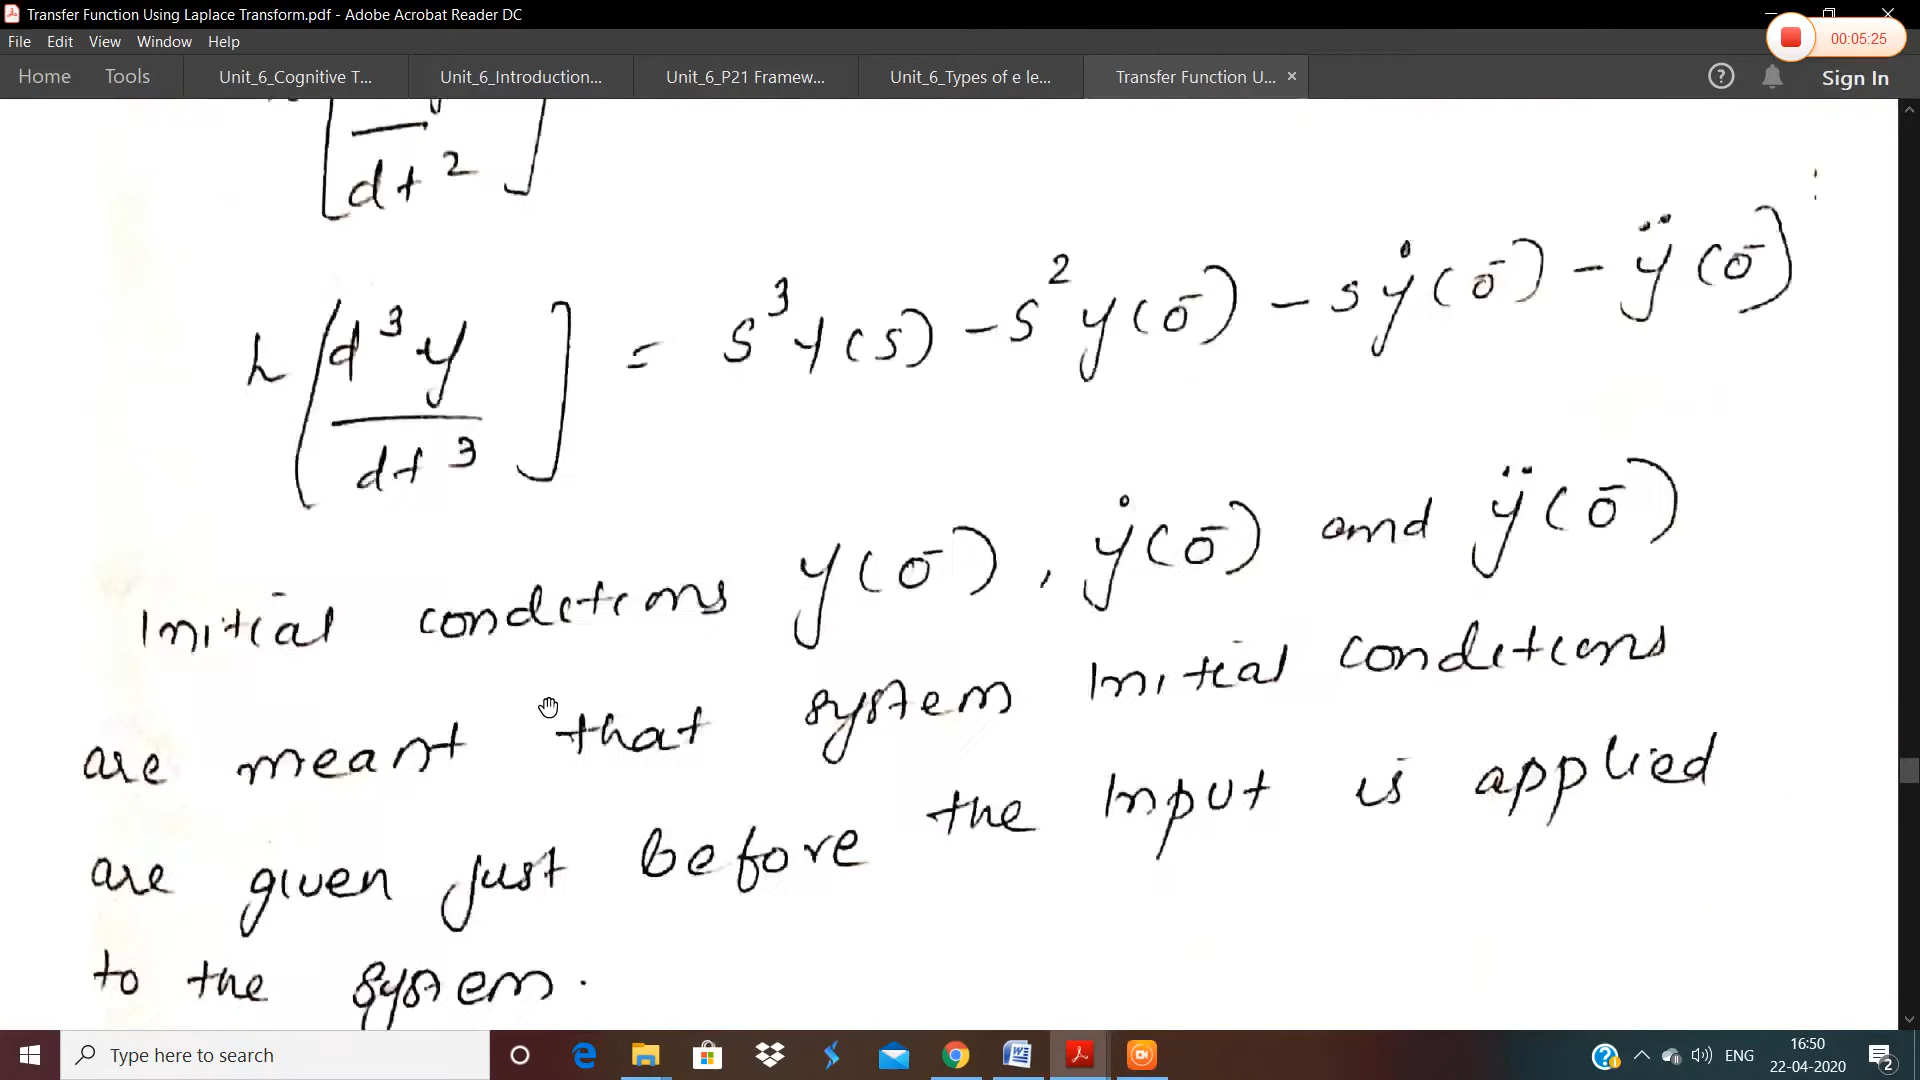 Transfer Function Using Laplace Transform.pdf - Adobe Acrobat Reader DC
File Edit View Window Help
00:05:25
Home Tools Unit_6_Cognitive T... Unit_6_Introduction... Unit_6_P21 Framew... Unit_6_Types of e le... Transfer Function U... × Sign In
dt²
L[d³y/dt³] = s³Y(s) - s²y(0⁻) - sẏ(0⁻) - ÿ(0⁻)
Initial conditions y(0⁻), ẏ(0⁻) and ÿ(0⁻)
are meant that system initial conditions
are given just before the input is applied
to the system.
Type here to search
ENG
16:50
22-04-2020
2